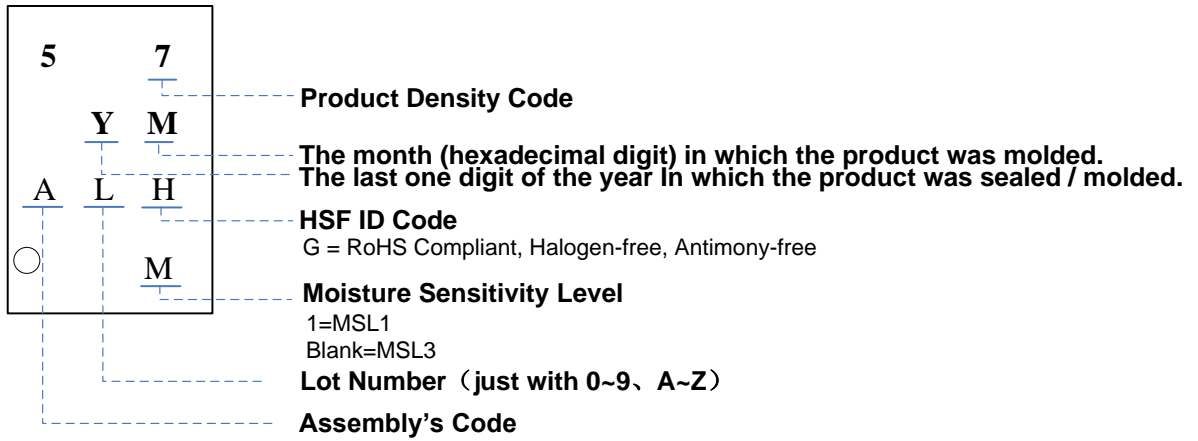 5 7
Product Density Code
Y M
The month (hexadecimal digit) in which the product was molded.
The last one digit of the year In which the product was sealed / molded.
A L H
HSF ID Code
G = RoHS Compliant, Halogen-free, Antimony-free
M
Moisture Sensitivity Level
1=MSL1
Blank=MSL3
Lot Number（just with 0~9、A~Z）
Assembly’s Code